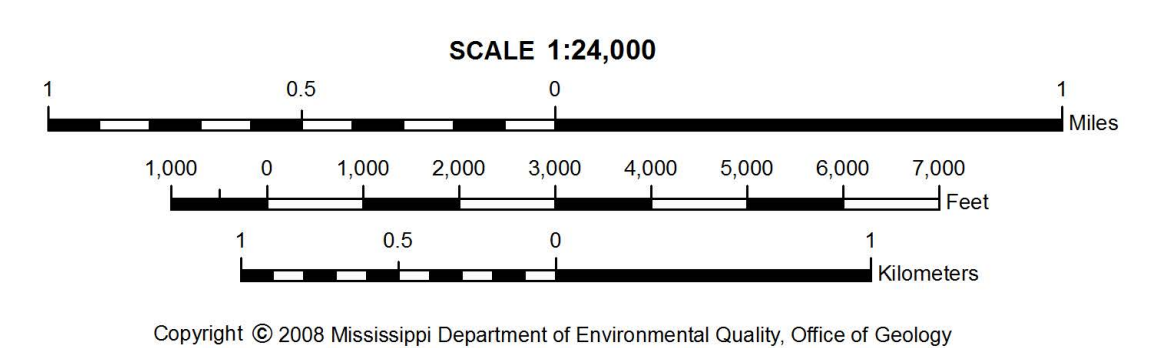 SCALE 1:24,000
1 0.5 0 1
Miles
1,000 0 1,000 2,000 3,000 4,000 5,000 6,000 7,000
Feet
1 0.5 0 1
Kilometers
Copyright © 2008 Mississippi Department of Environmental Quality, Office of Geology